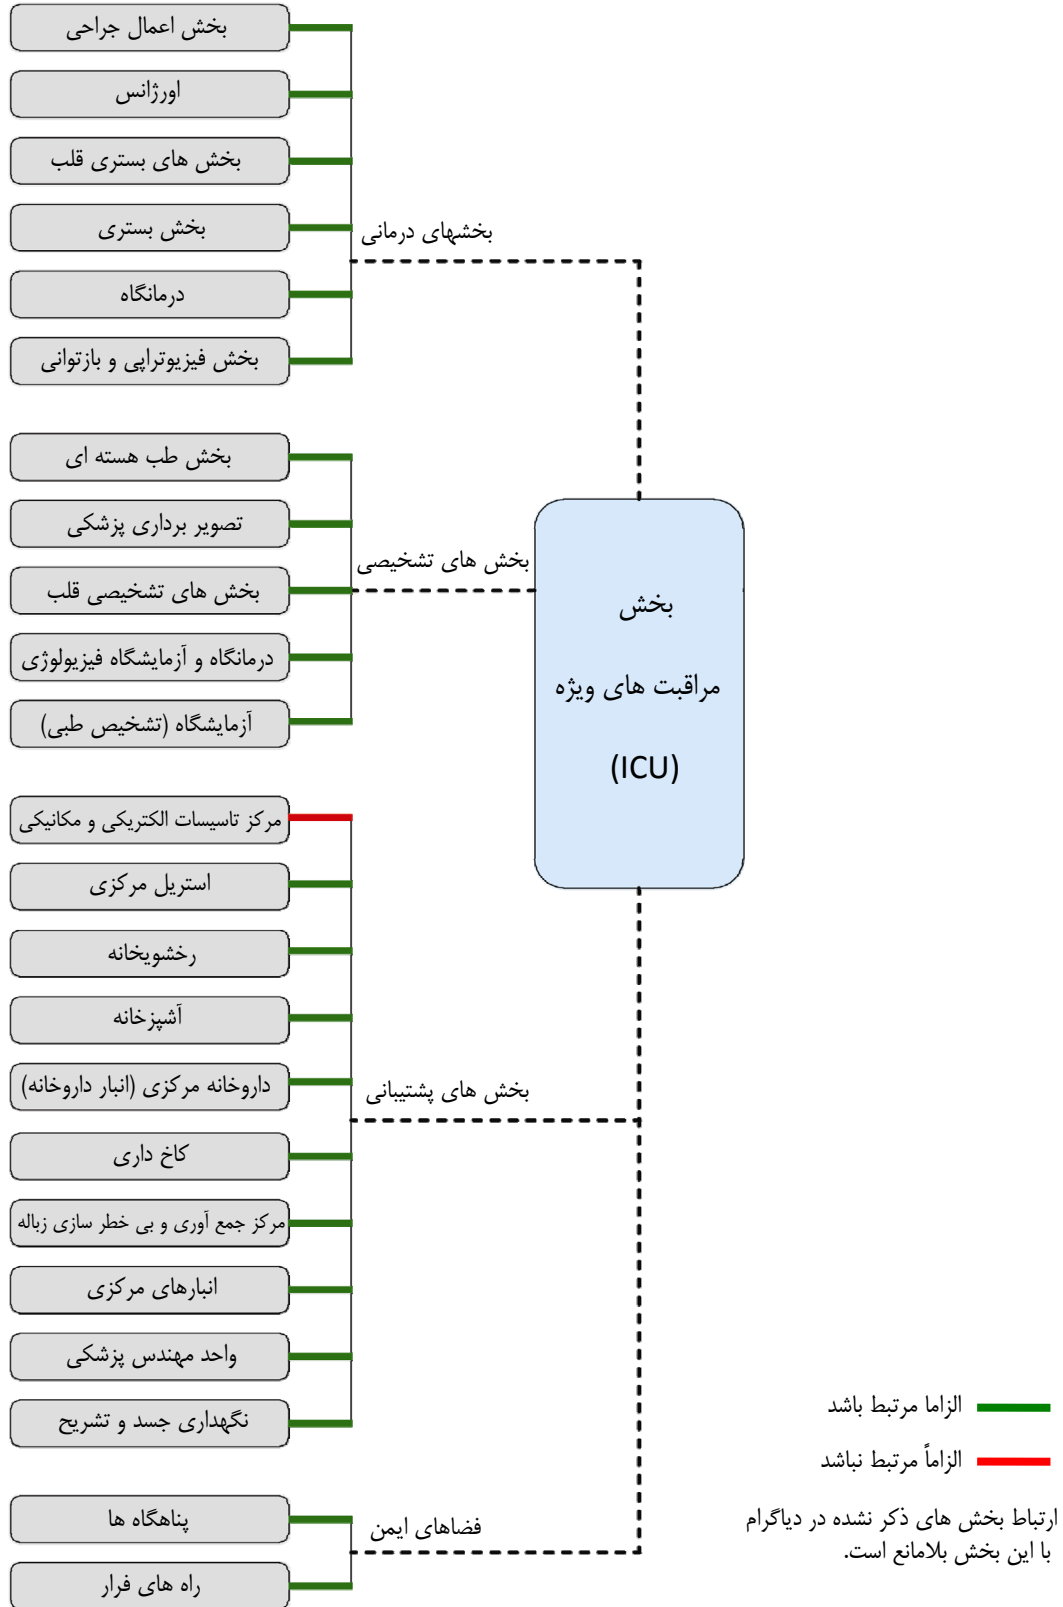 بخش اعمال جراحی
اورژانس
بخش های بستری قلب
بخش بستری
درمانگاه
بخش فیزیوتراپی و بازتوانی
بخشهای درمانی
بخش طب هسته ای
تصویر برداری پزشکی
بخش های تشخیصی قلب
درمانگاه و آزمایشگاه فیزیولوژی
آزمایشگاه (تشخیص طبی)
بخش های تشخیصی
بخش
مراقبت های ویژه
(ICU)
مرکز تاسیسات الکتریکی و مکانیکی
استریل مرکزی
رخشویخانه
آشپزخانه
داروخانه مرکزی (انبار داروخانه)
کاخ داری
مرکز جمع آوری و بی خطر سازی زباله
انبارهای مرکزی
واحد مهندس پزشکی
نگهداری جسد و تشریح
بخش های پشتیبانی
پناهگاه ها
راه های فرار
فضاهای ایمن
الزاما مرتبط باشد
الزاماً مرتبط نباشد
ارتباط بخش های ذکر نشده در دیاگرام
با این بخش بلامانع است.